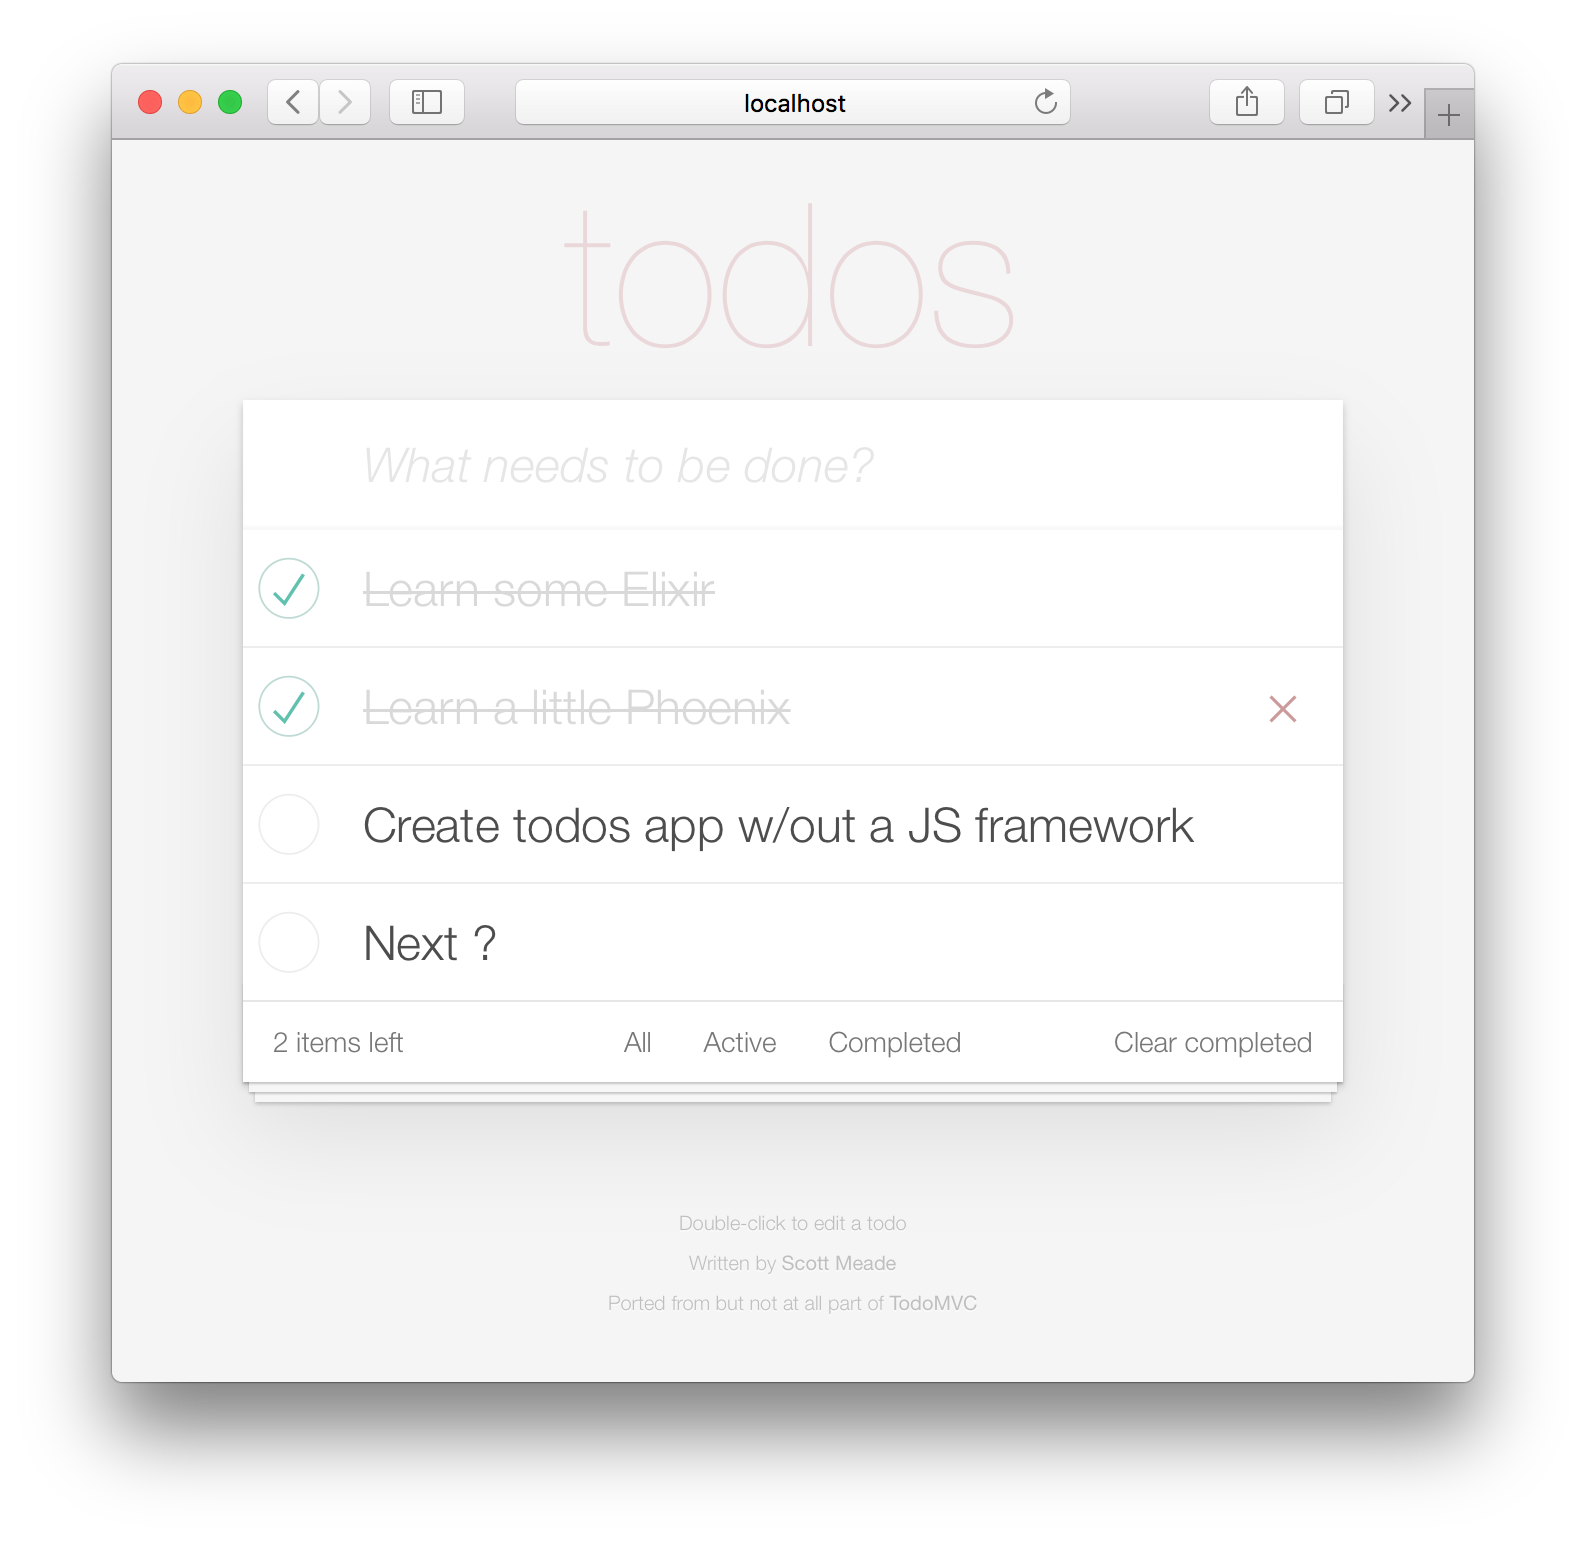 localhost
todos
What needs to be done?
Learn some Elixir
Learn a little Phoenix
Create todos app w/out a JS framework
Next ?
2 items left All Active Completed Clear completed
Double-click to edit a todo
Written by Scott Meade
Ported from but not at all part of TodoMVC